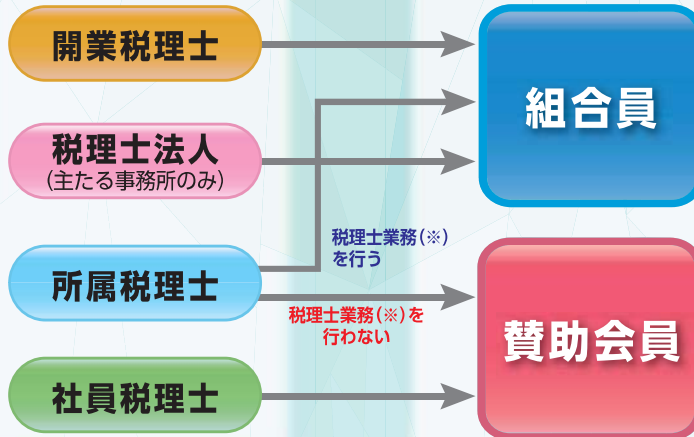 開業税理士
税理士法人
(主たる事務所のみ)
所属税理士
社員税理士
税理士業務(※)
を行う
税理士業務(※)を
行わない
組合員
賛助会員